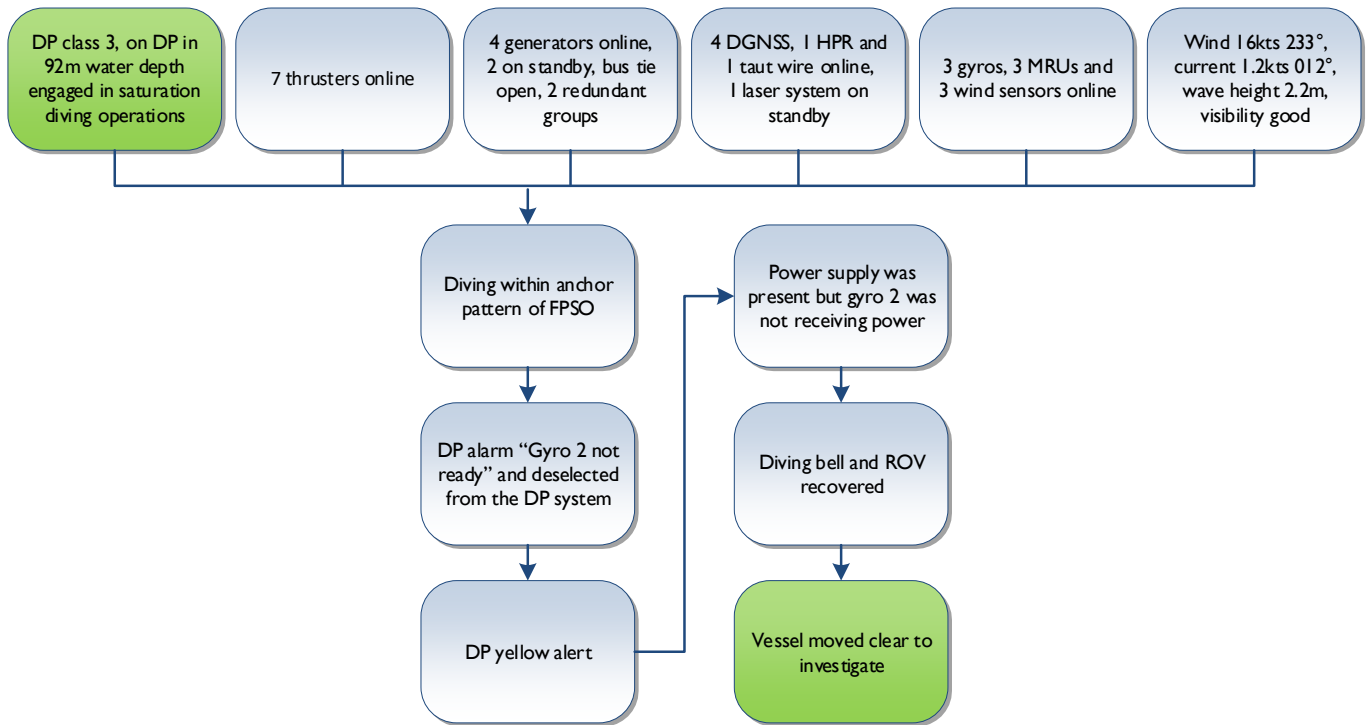 DP class 3, on DP in
92m water depth
engaged in saturation
diving operations
7 thrusters online
4 generators online,
2 on standby, bus tie
open, 2 redundant
groups
4 DGNSS, 1 HPR and
1 taut wire online,
1 laser system on
standby
3 gyros, 3 MRUs and
3 wind sensors online
Wind 16kts 233°,
current 1.2kts 012°,
wave height 2.2m,
visibility good
Diving within anchor
pattern of FPSO
DP alarm “Gyro 2 not
ready” and deselected
from the DP system
DP yellow alert
Power supply was
present but gyro 2 was
not receiving power
Diving bell and ROV
recovered
Vessel moved clear to
investigate